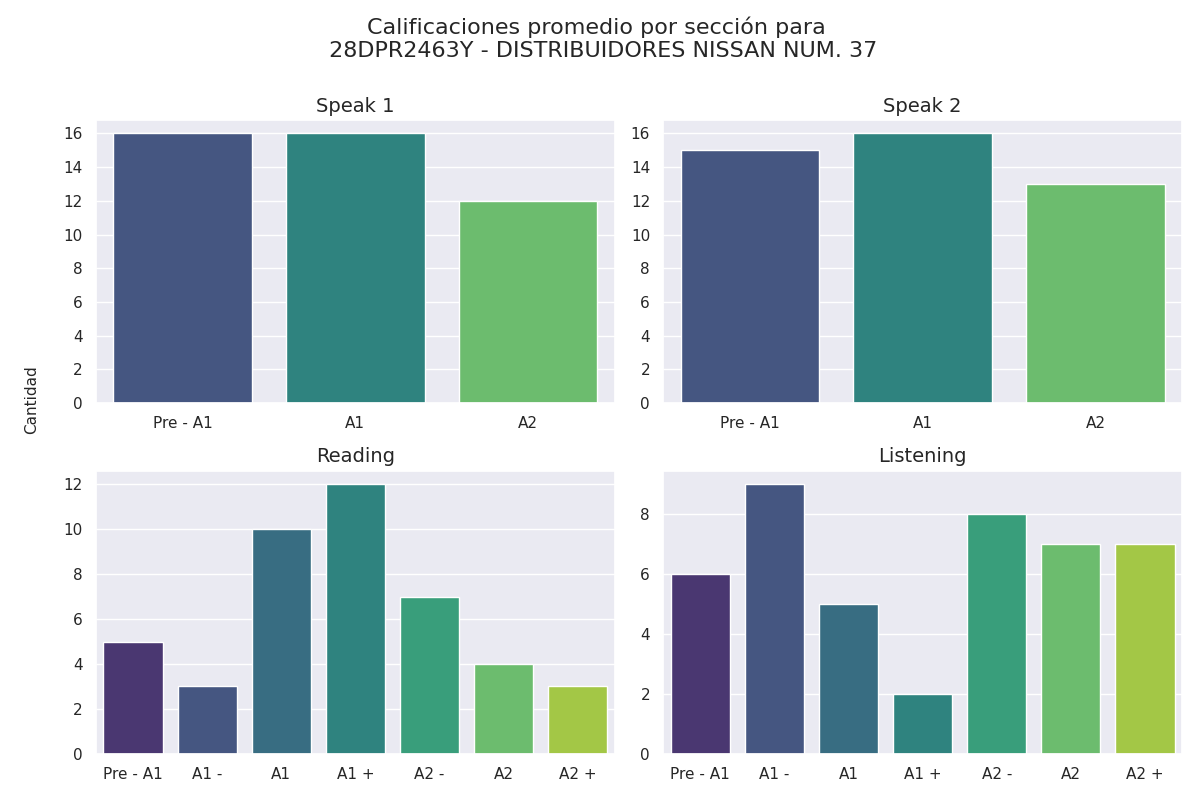 Calificaciones promedio por sección para
28DPR2463Y - DISTRIBUIDORES NISSAN NUM. 37
Cantidad
Speak 1
16
14
12
10
8
6
4
2
0
Pre - A1 A1 A2
Speak 2
16
14
12
10
8
6
4
2
0
Pre - A1 A1 A2
Reading
12
10
8
6
4
2
0
Pre - A1 A1 - A1 A1 + A2 - A2 A2 +
Listening
8
6
4
2
0
Pre - A1 A1 - A1 A1 + A2 - A2 A2 +